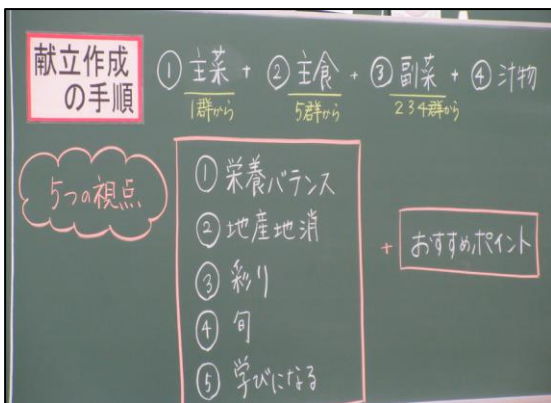 献立作成
の手順
①主菜 + ②主食 + ③副菜 + ④汁物
1群から 5群から 234群から
5つの視点
①栄養バランス
②地産地消
③彩り
④旬
⑤学びになる
+ おすすめポイント